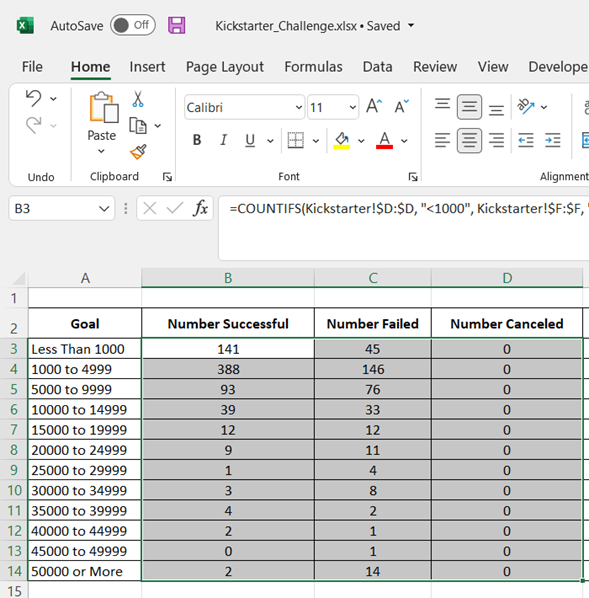 AutoSave Off Kickstarter_Challenge.xlsx • Saved
File Home Insert Page Layout Formulas Data Review View Develope
Paste
Calibri 11 A A
B I U A
Undo Clipboard Font Alignment
B3 fx =COUNTIFS(Kickstarter!$D:$D, "<1000", Kickstarter!$F:$F, "
A B C D
1
2 Goal Number Successful Number Failed Number Canceled
3 Less Than 1000 141 45 0
4 1000 to 4999 388 146 0
5 5000 to 9999 93 76 0
6 10000 to 14999 39 33 0
7 15000 to 19999 12 12 0
8 20000 to 24999 9 11 0
9 25000 to 29999 1 4 0
10 30000 to 34999 3 8 0
11 35000 to 39999 4 2 0
12 40000 to 44999 2 1 0
13 45000 to 49999 0 1 0
14 50000 or More 2 14 0
15